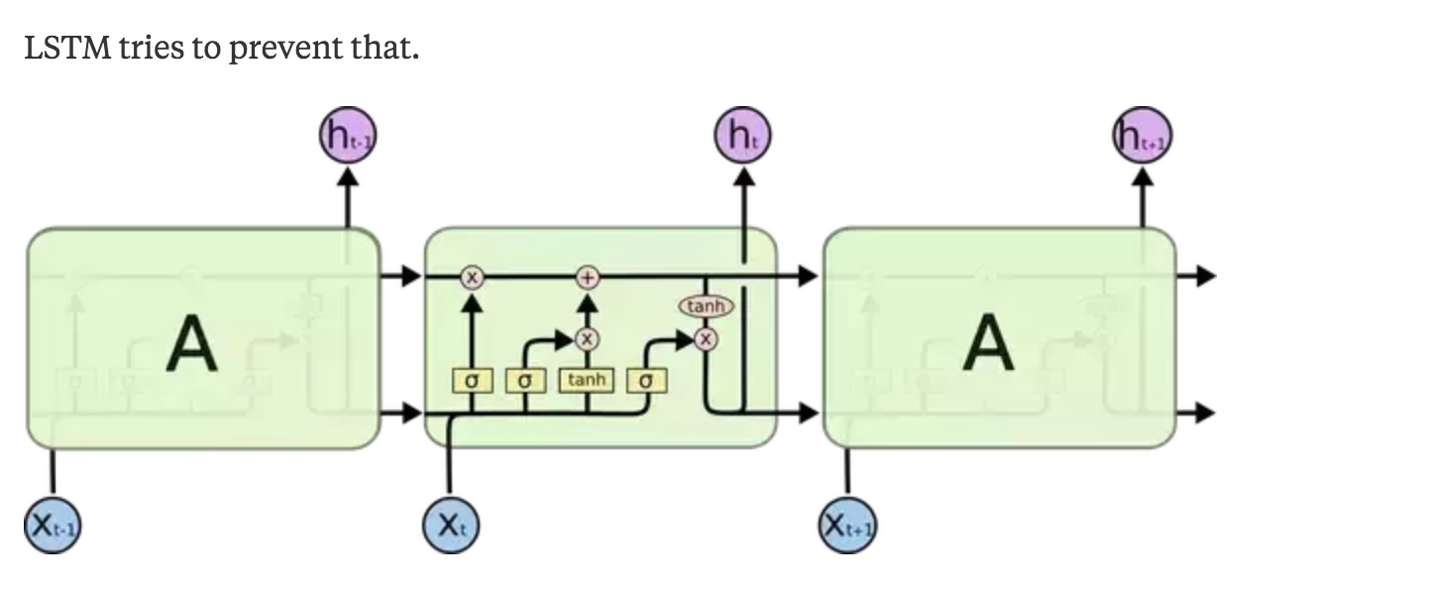 LSTM tries to prevent that.
hₜ₋₁ hₜ hₜ₊₁
x +
tanh
A x x A
σ σ tanh σ
Xₜ₋₁ Xₜ Xₜ₊₁